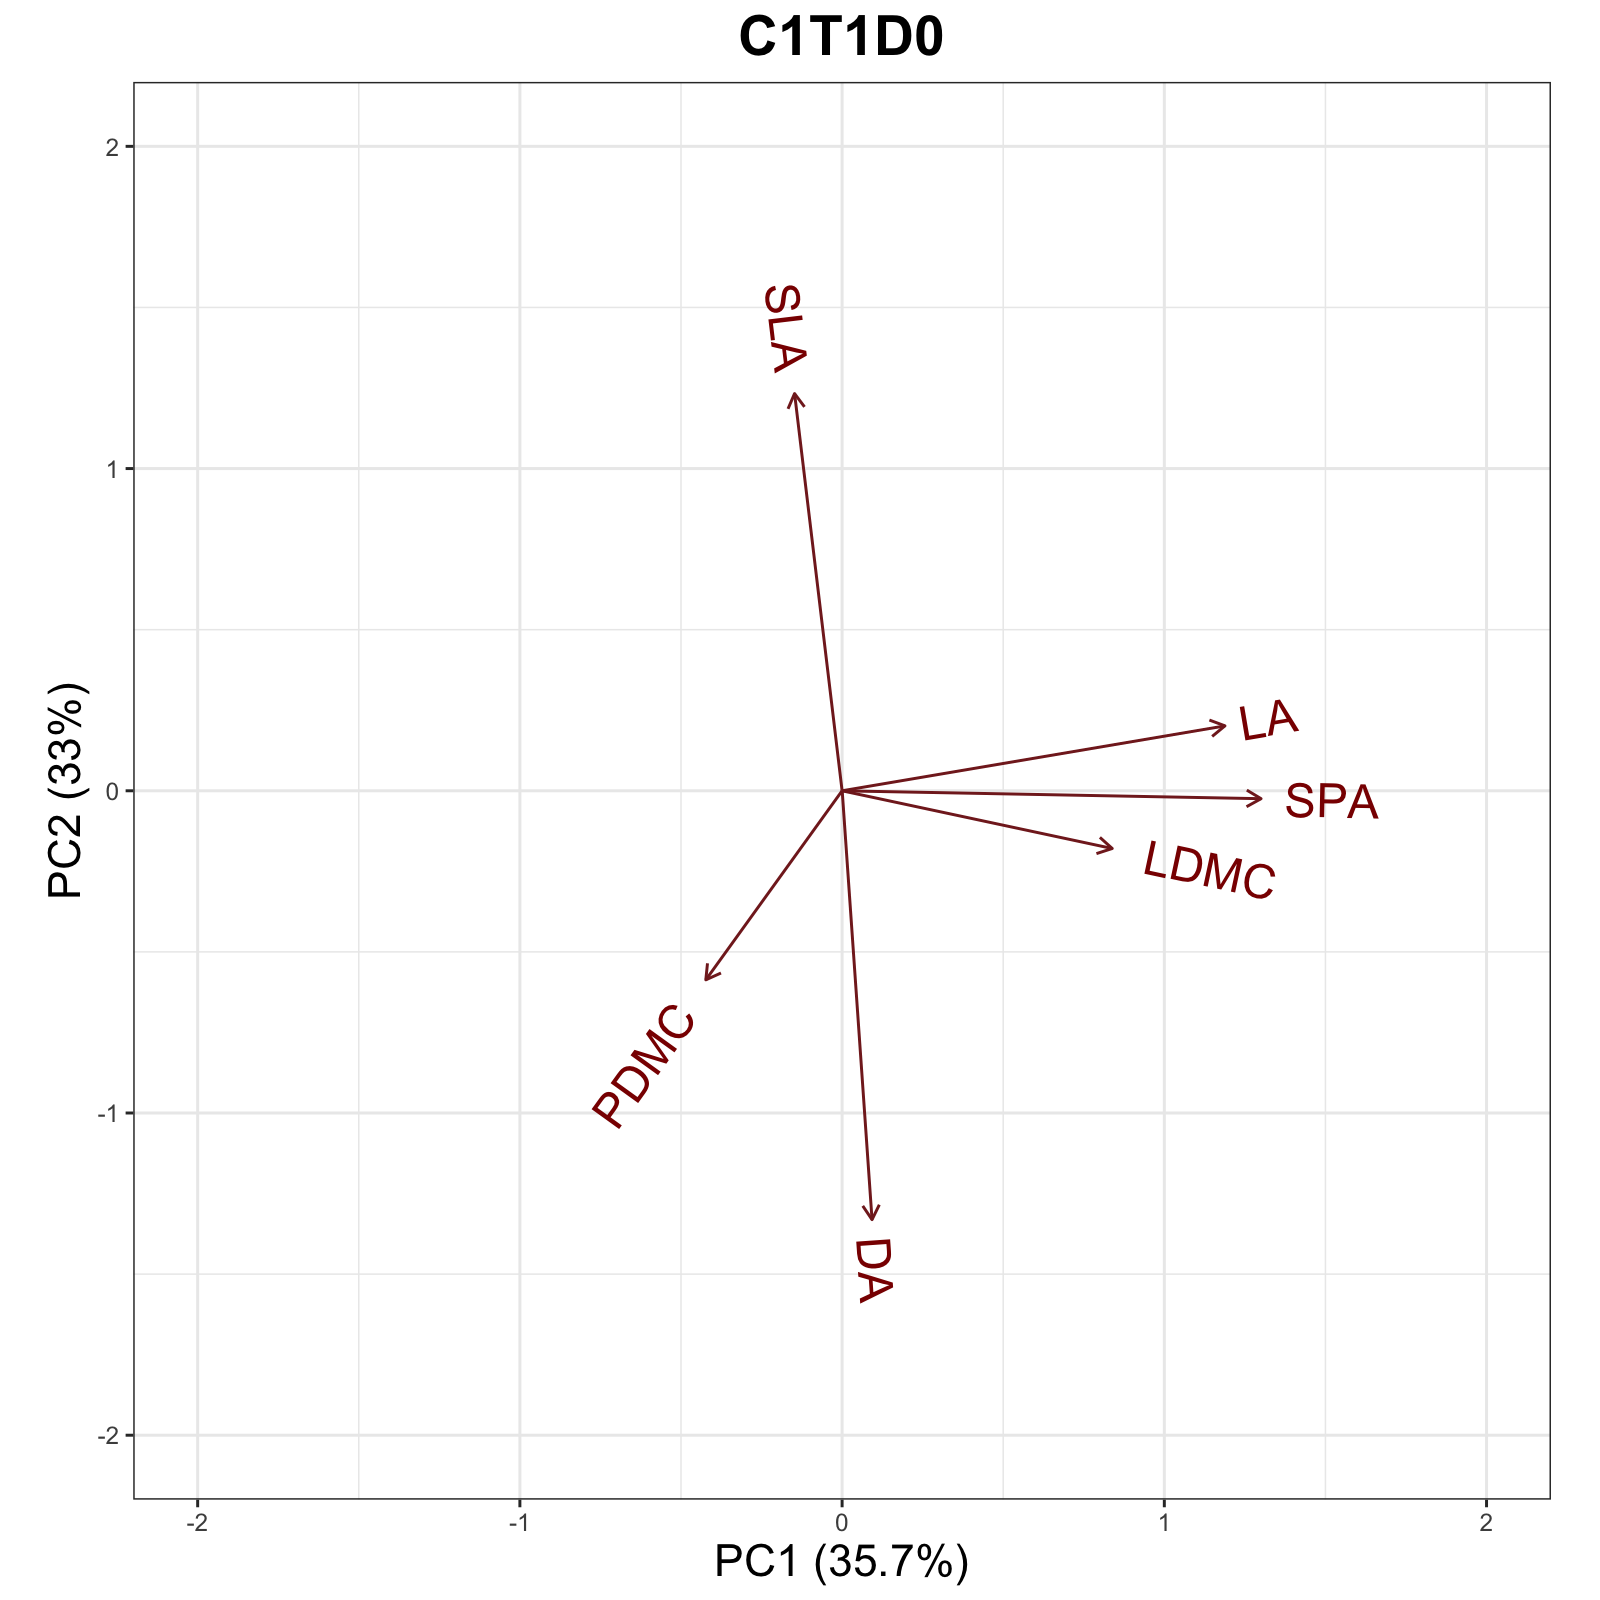 C1T1D0
2
SLA
1
LA
PC2 (33%)
0
SPA
LDMC
PDMC
-1
DA
-2
-2 -1 0 1 2
PC1 (35.7%)